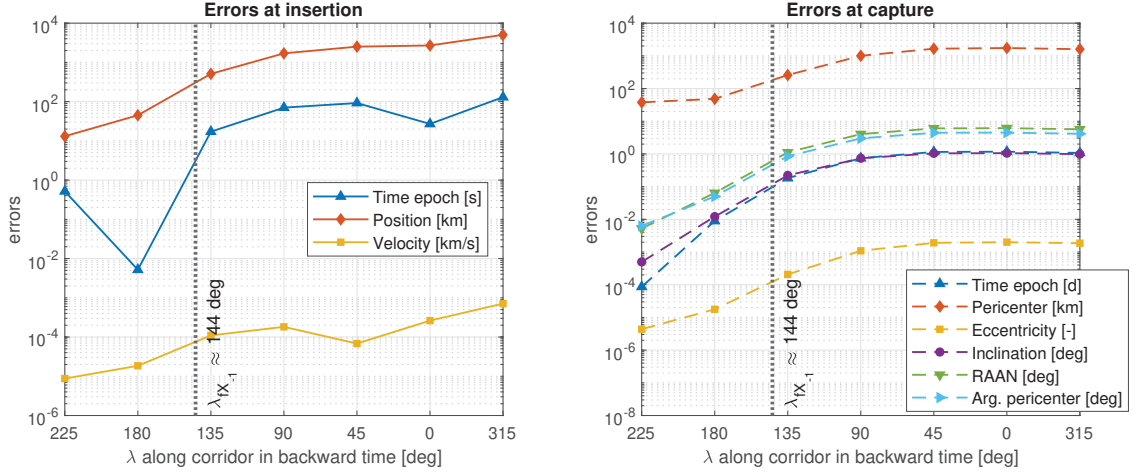 Errors at insertion
10^6
10^4
10^2
10^0
10^-2
10^-4
10^-6
errors
225 180 135 90 45 0 315
λ along corridor in backward time [deg]
λ_fX_-1 ≈ 144 deg
Time epoch [s]
Position [km]
Velocity [km/s]
Errors at capture
10^4
10^2
10^0
10^-2
10^-4
10^-6
10^-8
errors
225 180 135 90 45 0 315
λ along corridor in backward time [deg]
λ_fX_-1 ≈ 144 deg
Time epoch [d]
Pericenter [km]
Eccentricity [-]
Inclination [deg]
RAAN [deg]
Arg. pericenter [deg]